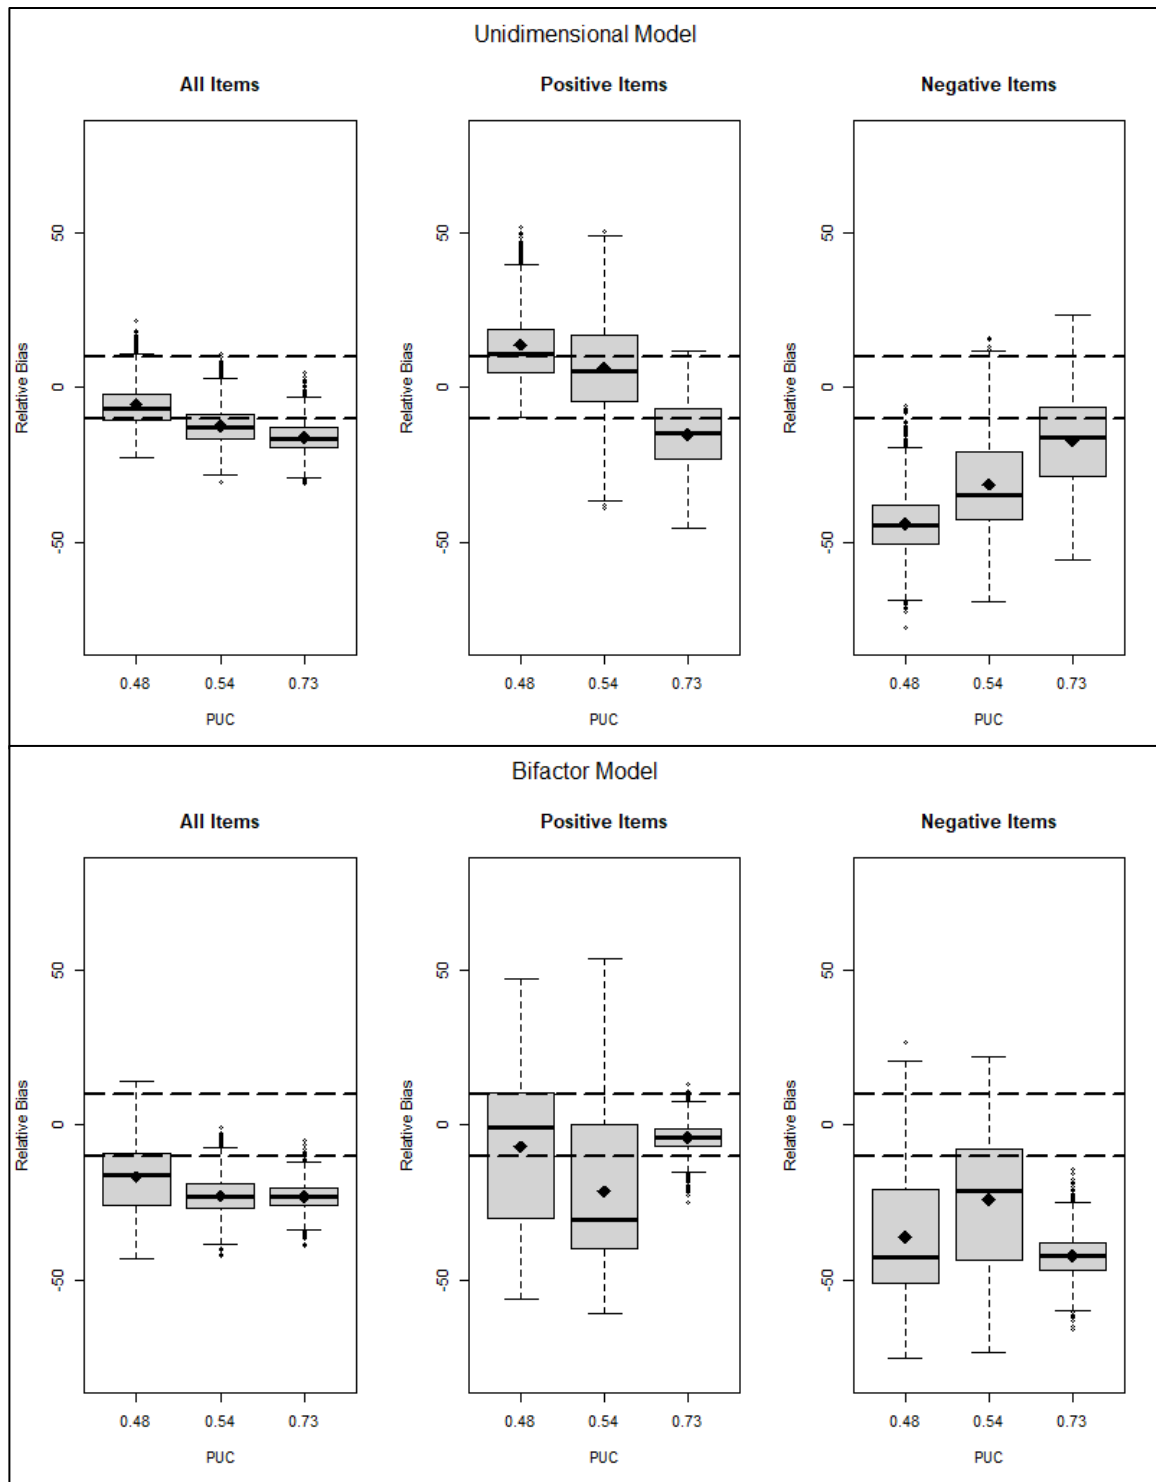 Unidimensional Model
All Items
Positive Items
Negative Items
Relative Bias
50
0
-50
0.48 0.54 0.73
PUC
Relative Bias
50
0
-50
0.48 0.54 0.73
PUC
Relative Bias
50
0
-50
0.48 0.54 0.73
PUC
Bifactor Model
All Items
Positive Items
Negative Items
Relative Bias
50
0
-50
0.48 0.54 0.73
PUC
Relative Bias
50
0
-50
0.48 0.54 0.73
PUC
Relative Bias
50
0
-50
0.48 0.54 0.73
PUC